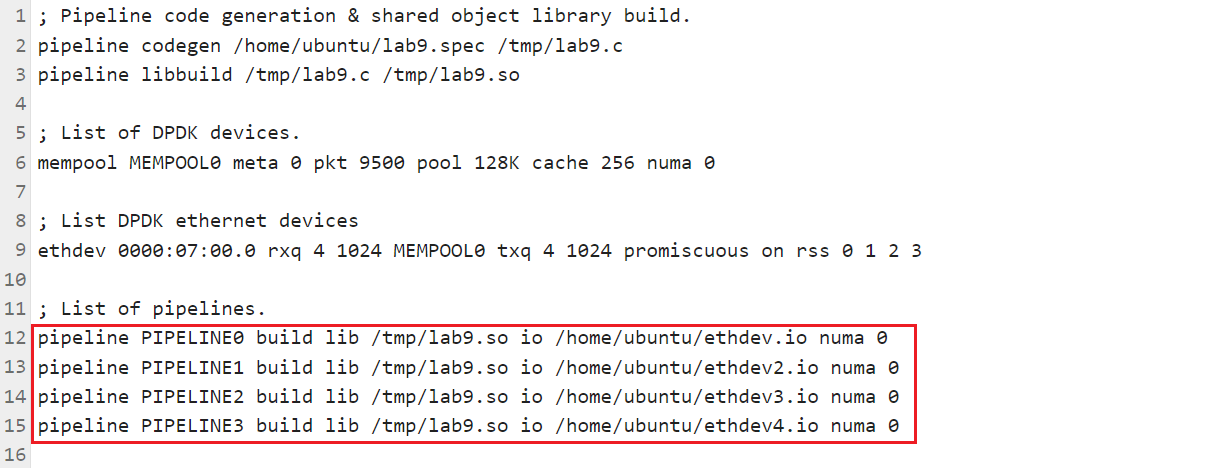 1 ; Pipeline code generation & shared object library build.
2 pipeline codegen /home/ubuntu/lab9.spec /tmp/lab9.c
3 pipeline libbuild /tmp/lab9.c /tmp/lab9.so
4
5 ; List of DPDK devices.
6 mempool MEMPOOL0 meta 0 pkt 9500 pool 128K cache 256 numa 0
7
8 ; List DPDK ethernet devices
9 ethdev 0000:07:00.0 rxq 4 1024 MEMPOOL0 txq 4 1024 promiscuous on rss 0 1 2 3
10
11 ; List of pipelines.
12 pipeline PIPELINE0 build lib /tmp/lab9.so io /home/ubuntu/ethdev.io numa 0
13 pipeline PIPELINE1 build lib /tmp/lab9.so io /home/ubuntu/ethdev2.io numa 0
14 pipeline PIPELINE2 build lib /tmp/lab9.so io /home/ubuntu/ethdev3.io numa 0
15 pipeline PIPELINE3 build lib /tmp/lab9.so io /home/ubuntu/ethdev4.io numa 0
16